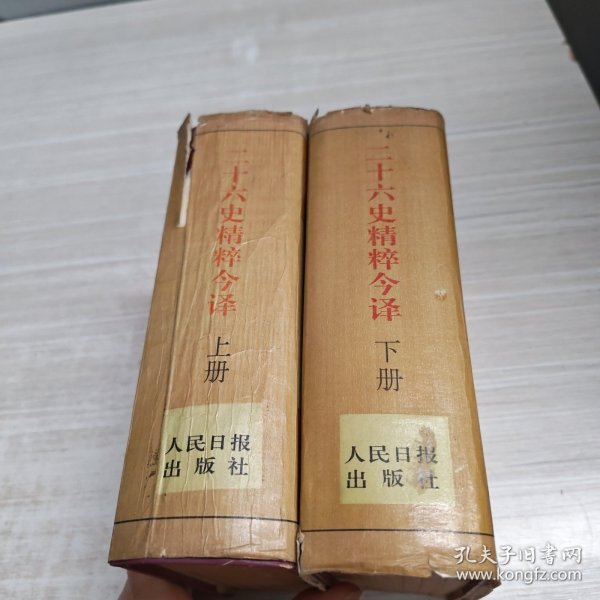 二十六史精粹今译
上册
人民日报
出版社
二十六史精粹今译
下册
人民日报
出版社
孔夫子旧书网
www.kongfz.com